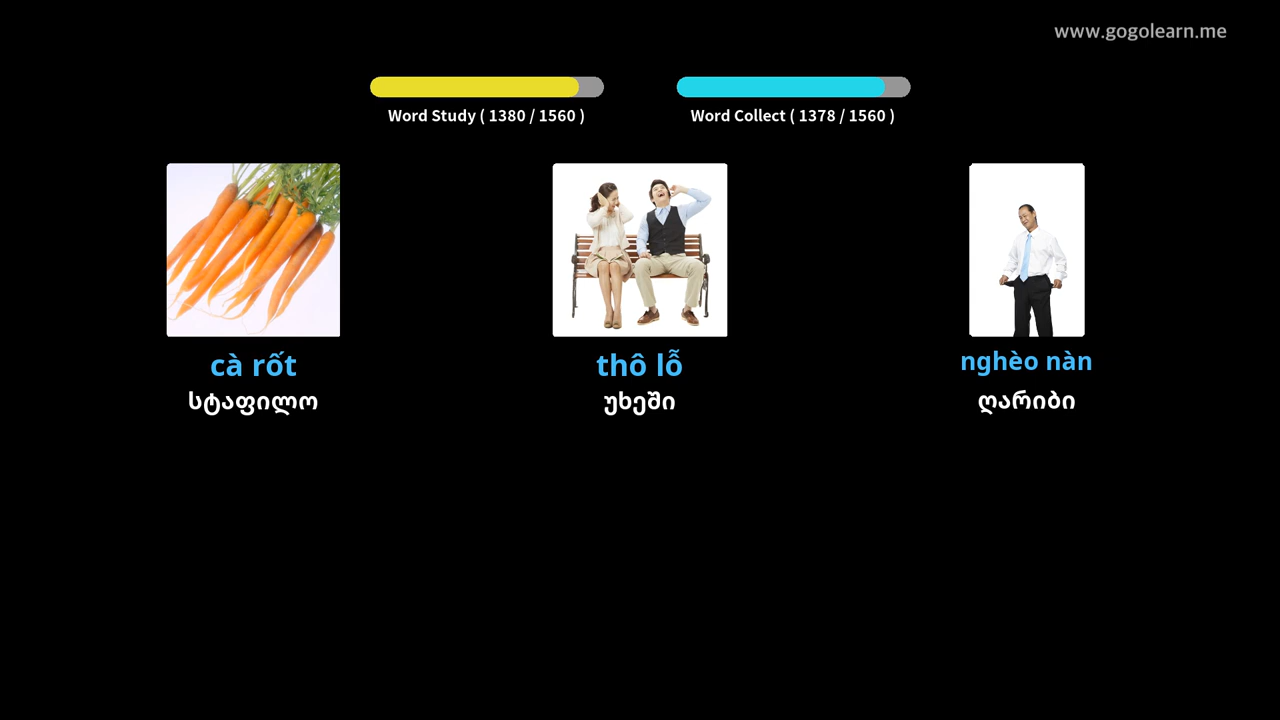 www.gogolearn.me
Word Study ( 1380 / 1560 )
Word Collect ( 1378 / 1560 )
cà rốt
thô lỗ
nghèo nàn
სტაფილო
უხეში
ღარიბი